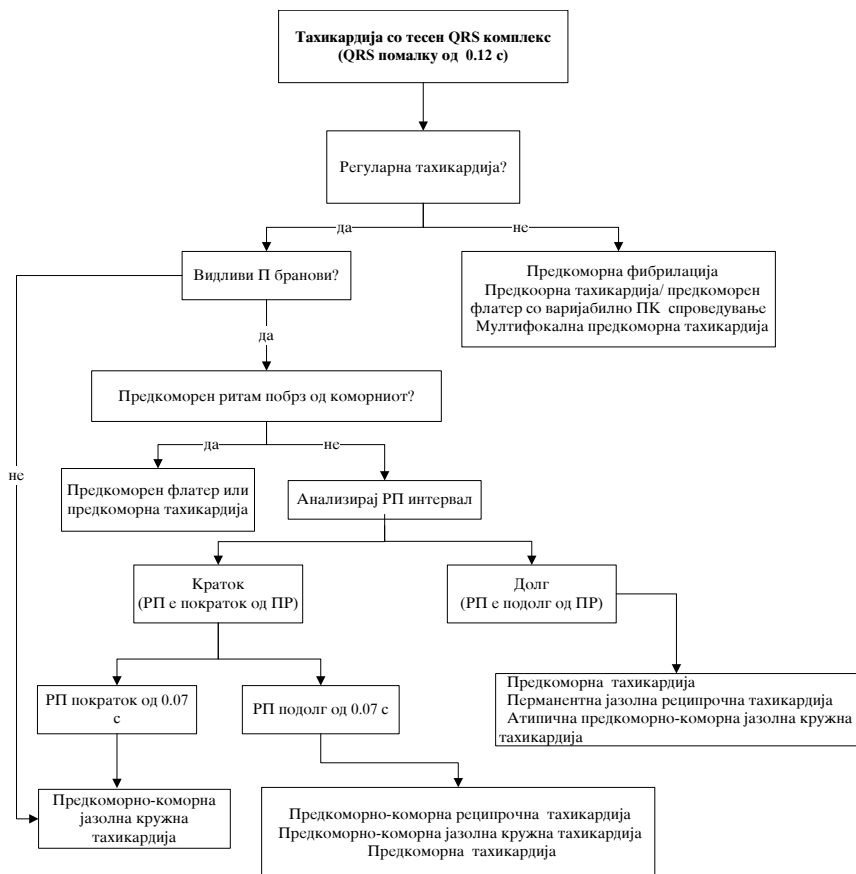 Тахикардија со тесен QRS комплекс
(QRS помалку од 0.12 с)
Регуларна тахикардија?
да
не
Видливи П бранови?
Предкоморна фибрилација
Предкоорна тахикардија/ предкоморен
флатер со варијабилно ПК спроведување
Мултифокална предкоморна тахикардија
да
Предкоморен ритам побрз од коморниот?
да
не
не
Предкоморен флатер или
предкоморна тахикардија
Анализирај РП интервал
Краток
(РП е пократок од ПР)
Долг
(РП е подолг од ПР)
РП пократок од 0.07
с
РП подолг од 0.07 с
Предкоморна тахикардија
Перманентна јазолна реципрочна тахикардија
Атипична предкоморно-коморна јазолна кружна
тахикардија
Предкоморно-коморна
јазолна кружна
тахикардија
Предкоморно-коморна реципрочна тахикардија
Предкоморно-коморна јазолна кружна тахикардија
Предкоморна тахикардија